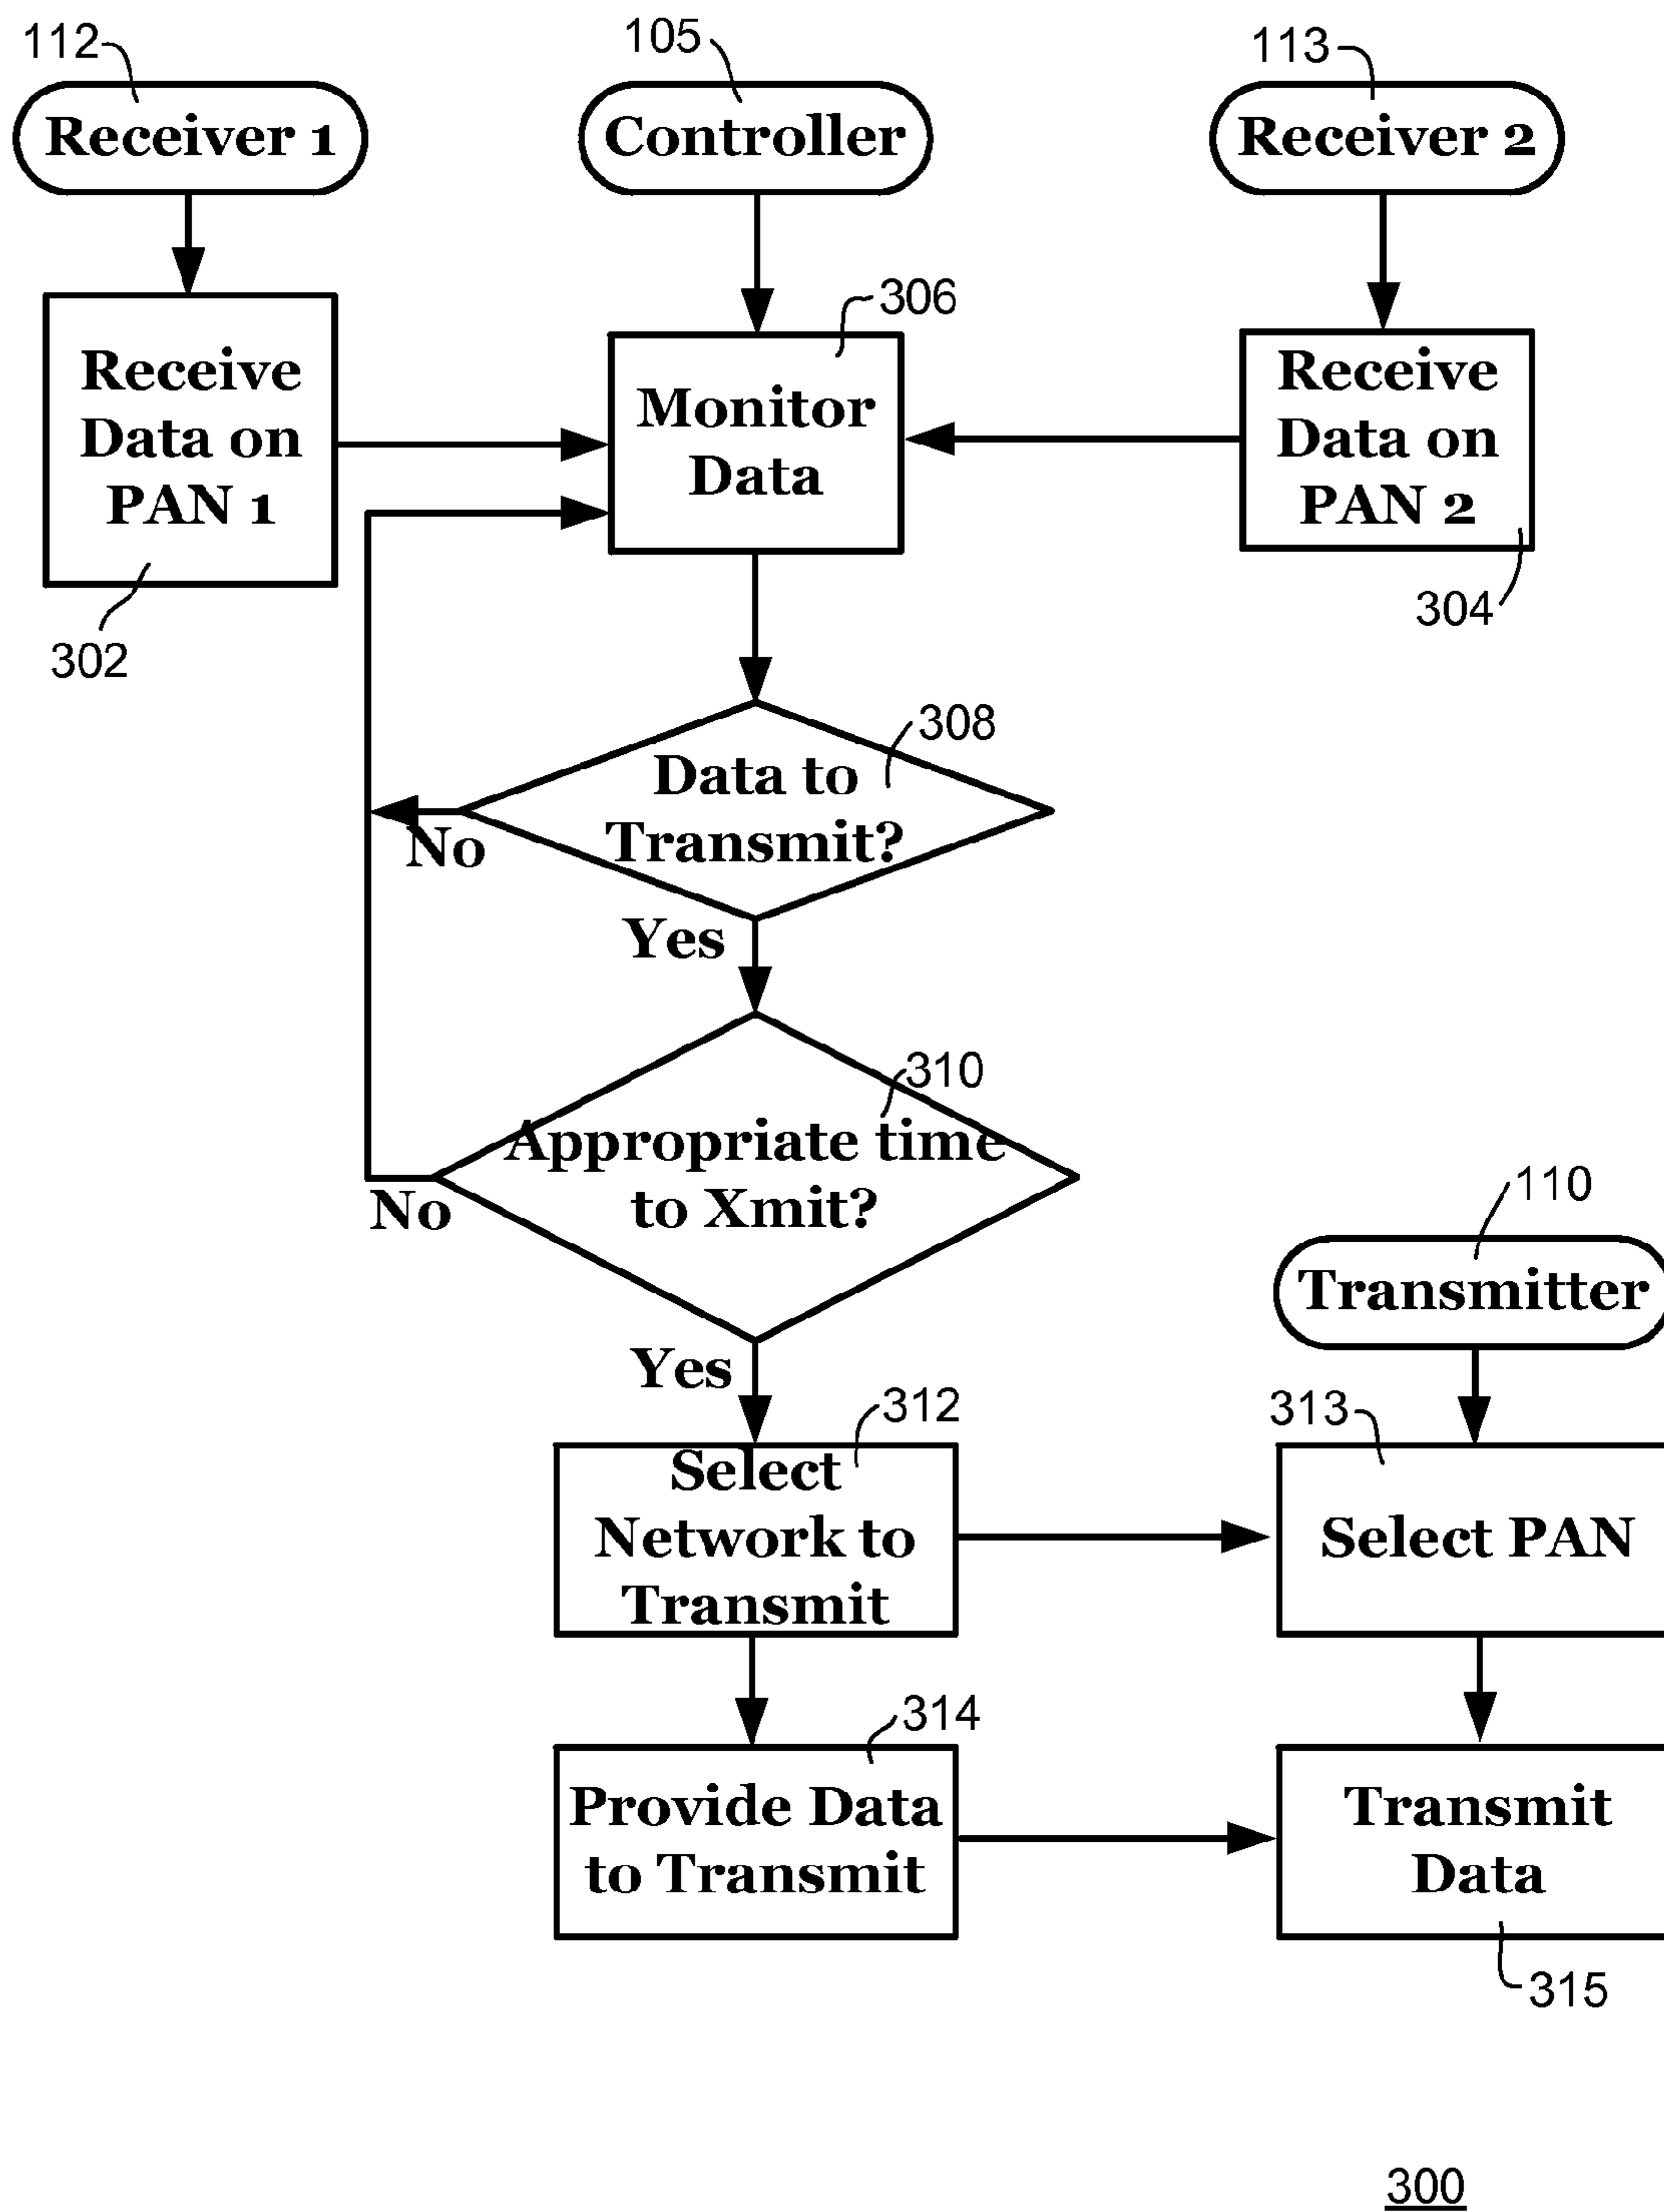 112
105
113
Receiver 1
Controller
Receiver 2
306
Receive
Data on
PAN 1
Monitor
Data
Receive
Data on
PAN 2
302
304
308
Data to
Transmit?
No
Yes
310
Appropriate time
to Xmit?
No
Yes
110
Transmitter
312
313
Select
Network to
Transmit
Select PAN
314
Provide Data
to Transmit
Transmit
Data
315
300